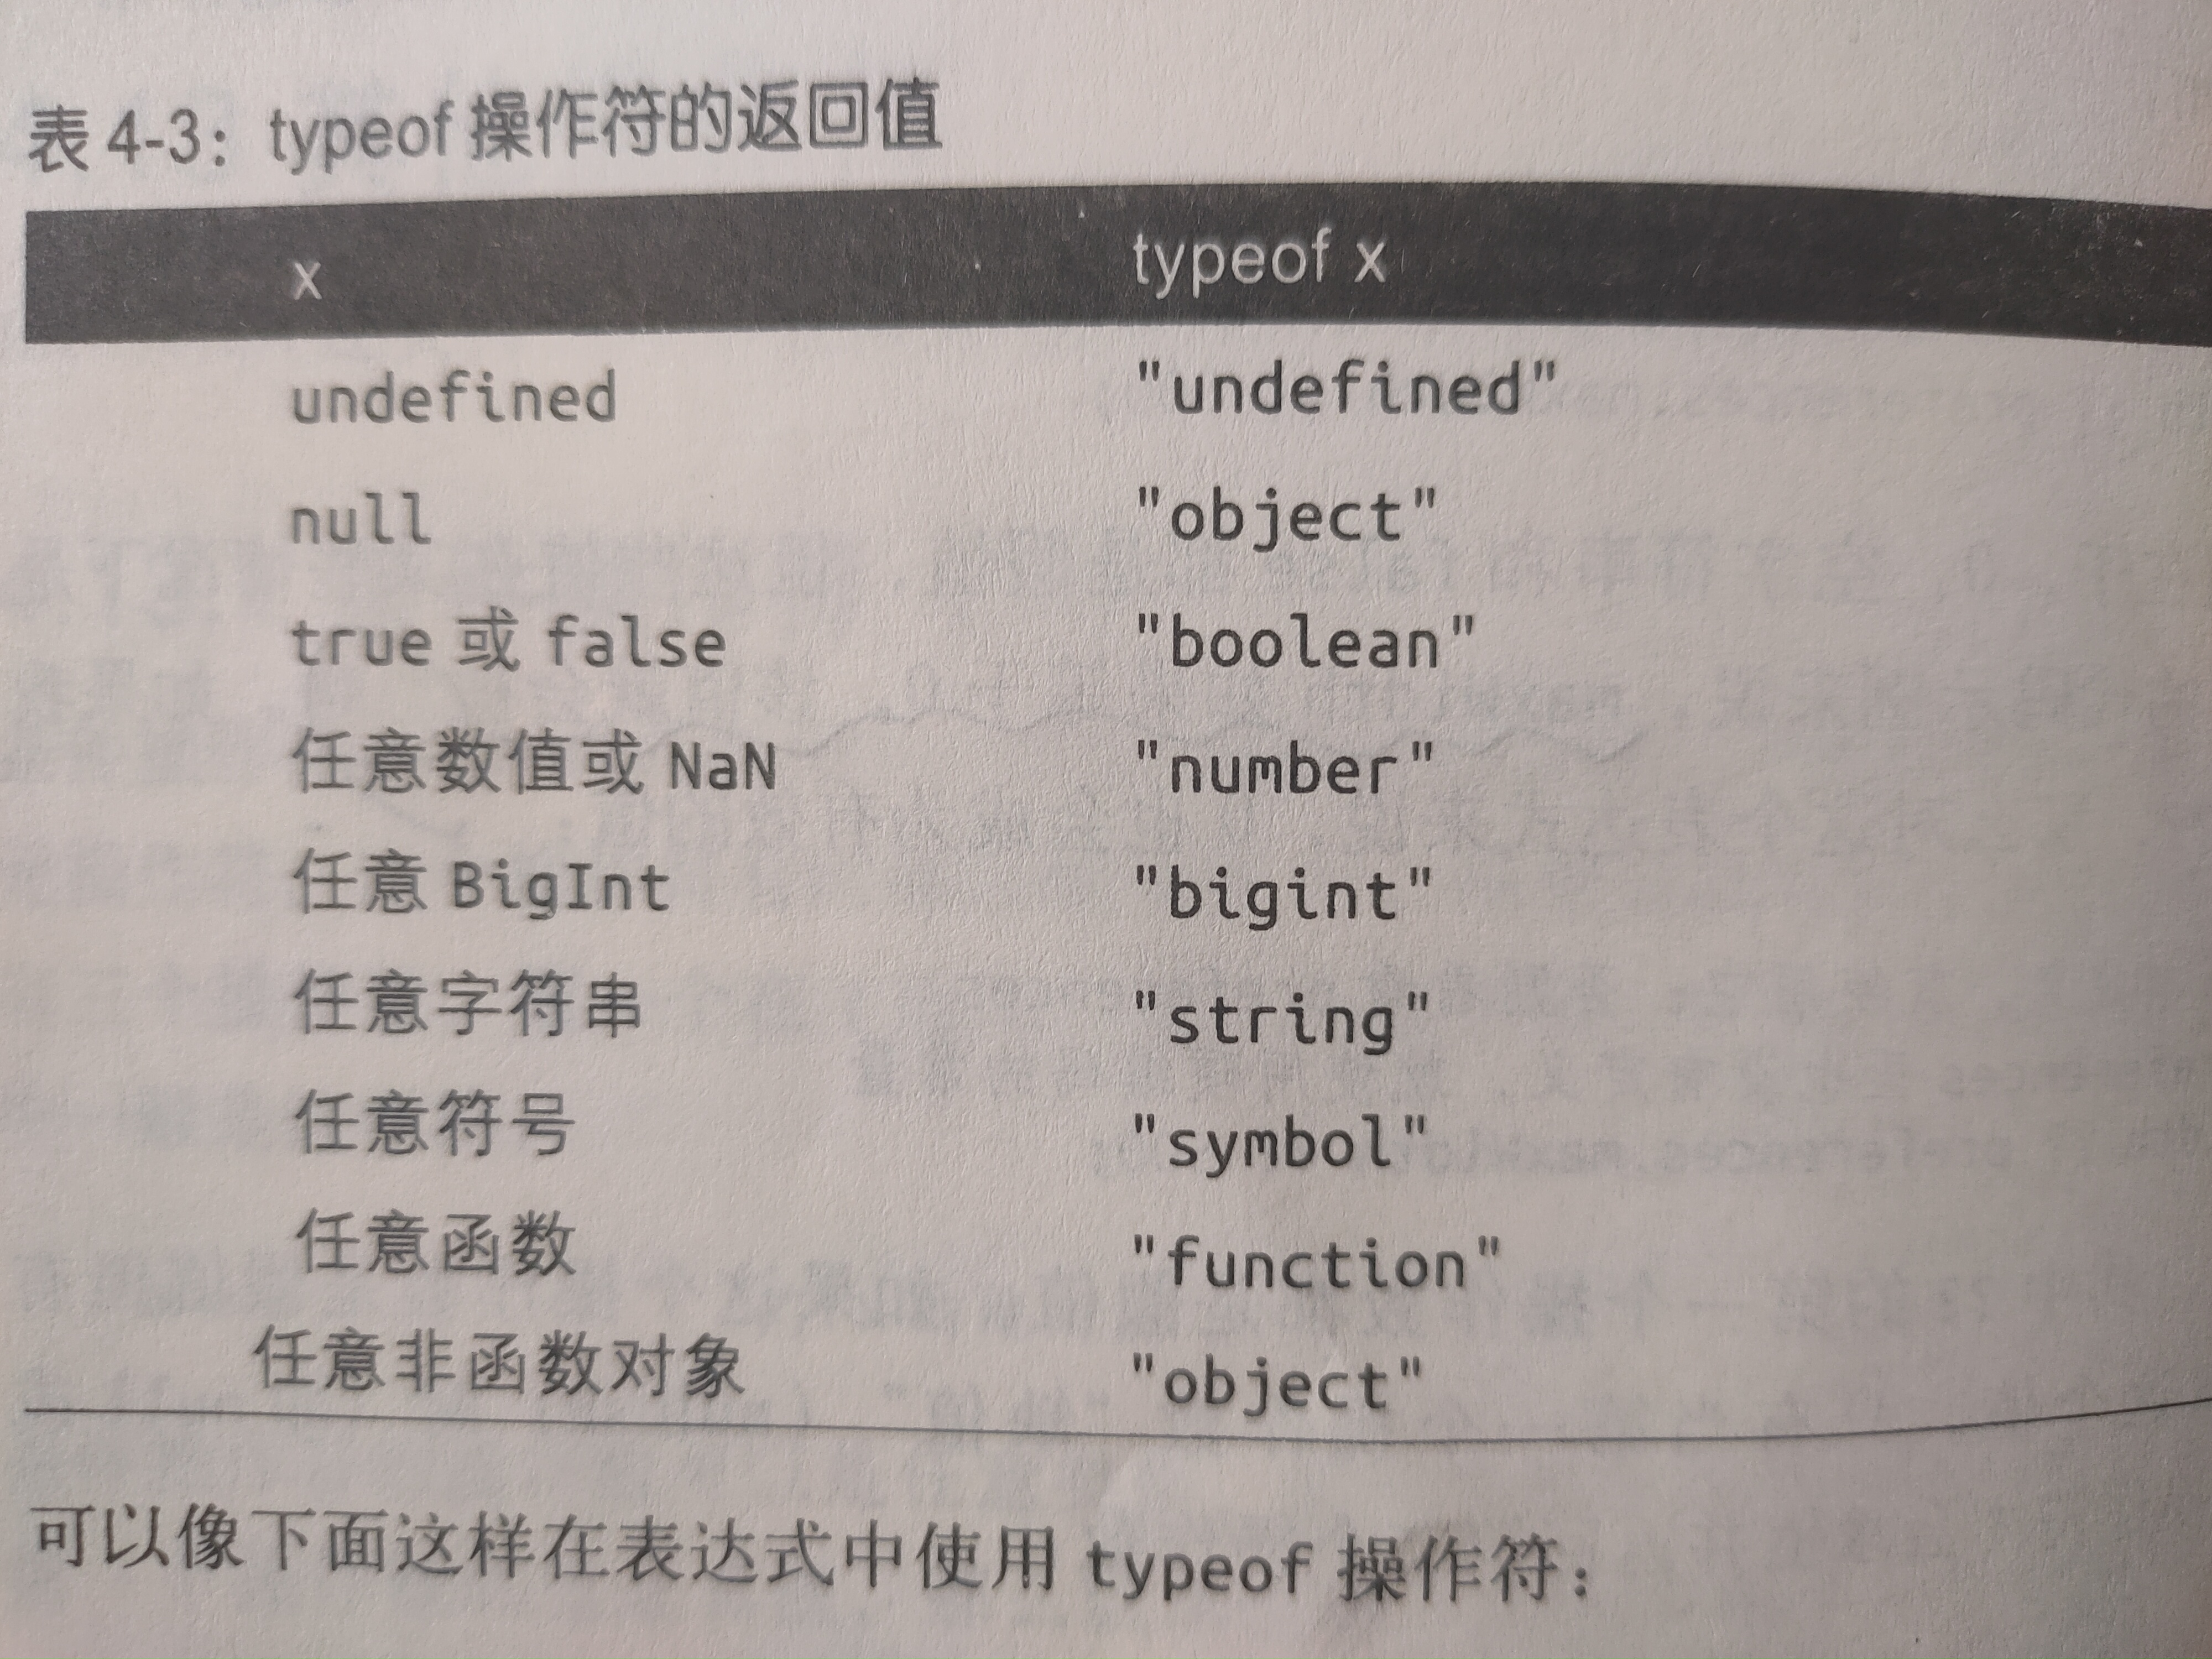 表 4-3：typeof 操作符的返回值
x typeof x
undefined "undefined"
null "object"
true 或 false "boolean"
任意数值或 NaN "number"
任意 BigInt "bigint"
任意字符串 "string"
任意符号 "symbol"
任意函数 "function"
任意非函数对象 "object"
可以像下面这样在表达式中使用 typeof 操作符：